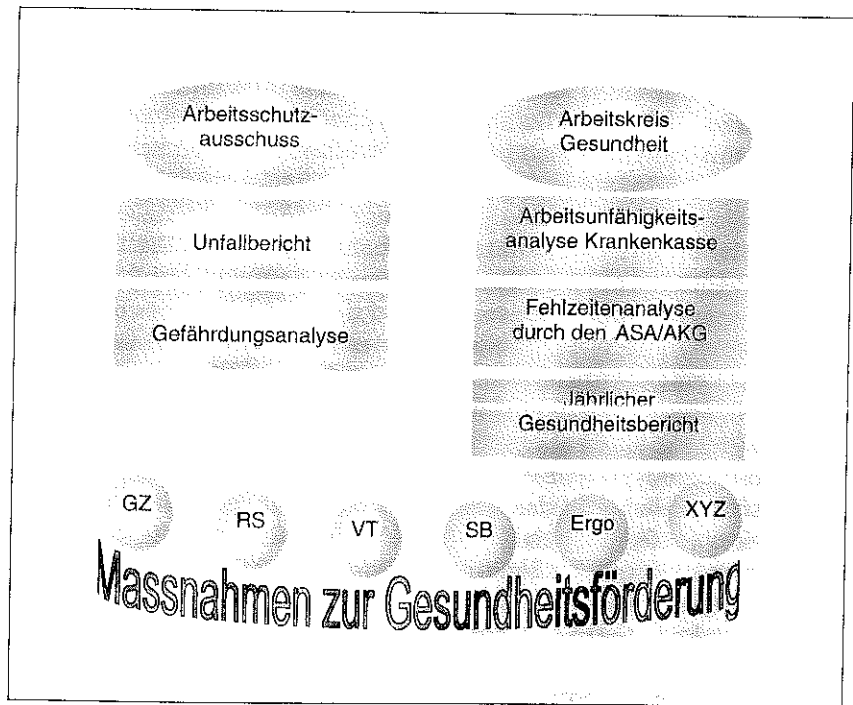 Arbeitsschutz-
ausschuss
Unfallbericht
Gefährdungsanalyse
Arbeitskreis
Gesundheit
Arbeitsunfähigkeits-
analyse Krankenkasse
Fehlzeitenanalyse
durch den ASA/AKG
Jährlicher
Gesundheitsbericht
GZ
RS
VT
SB
Ergo
XYZ
Massnahmen zur Gesundheitsförderung